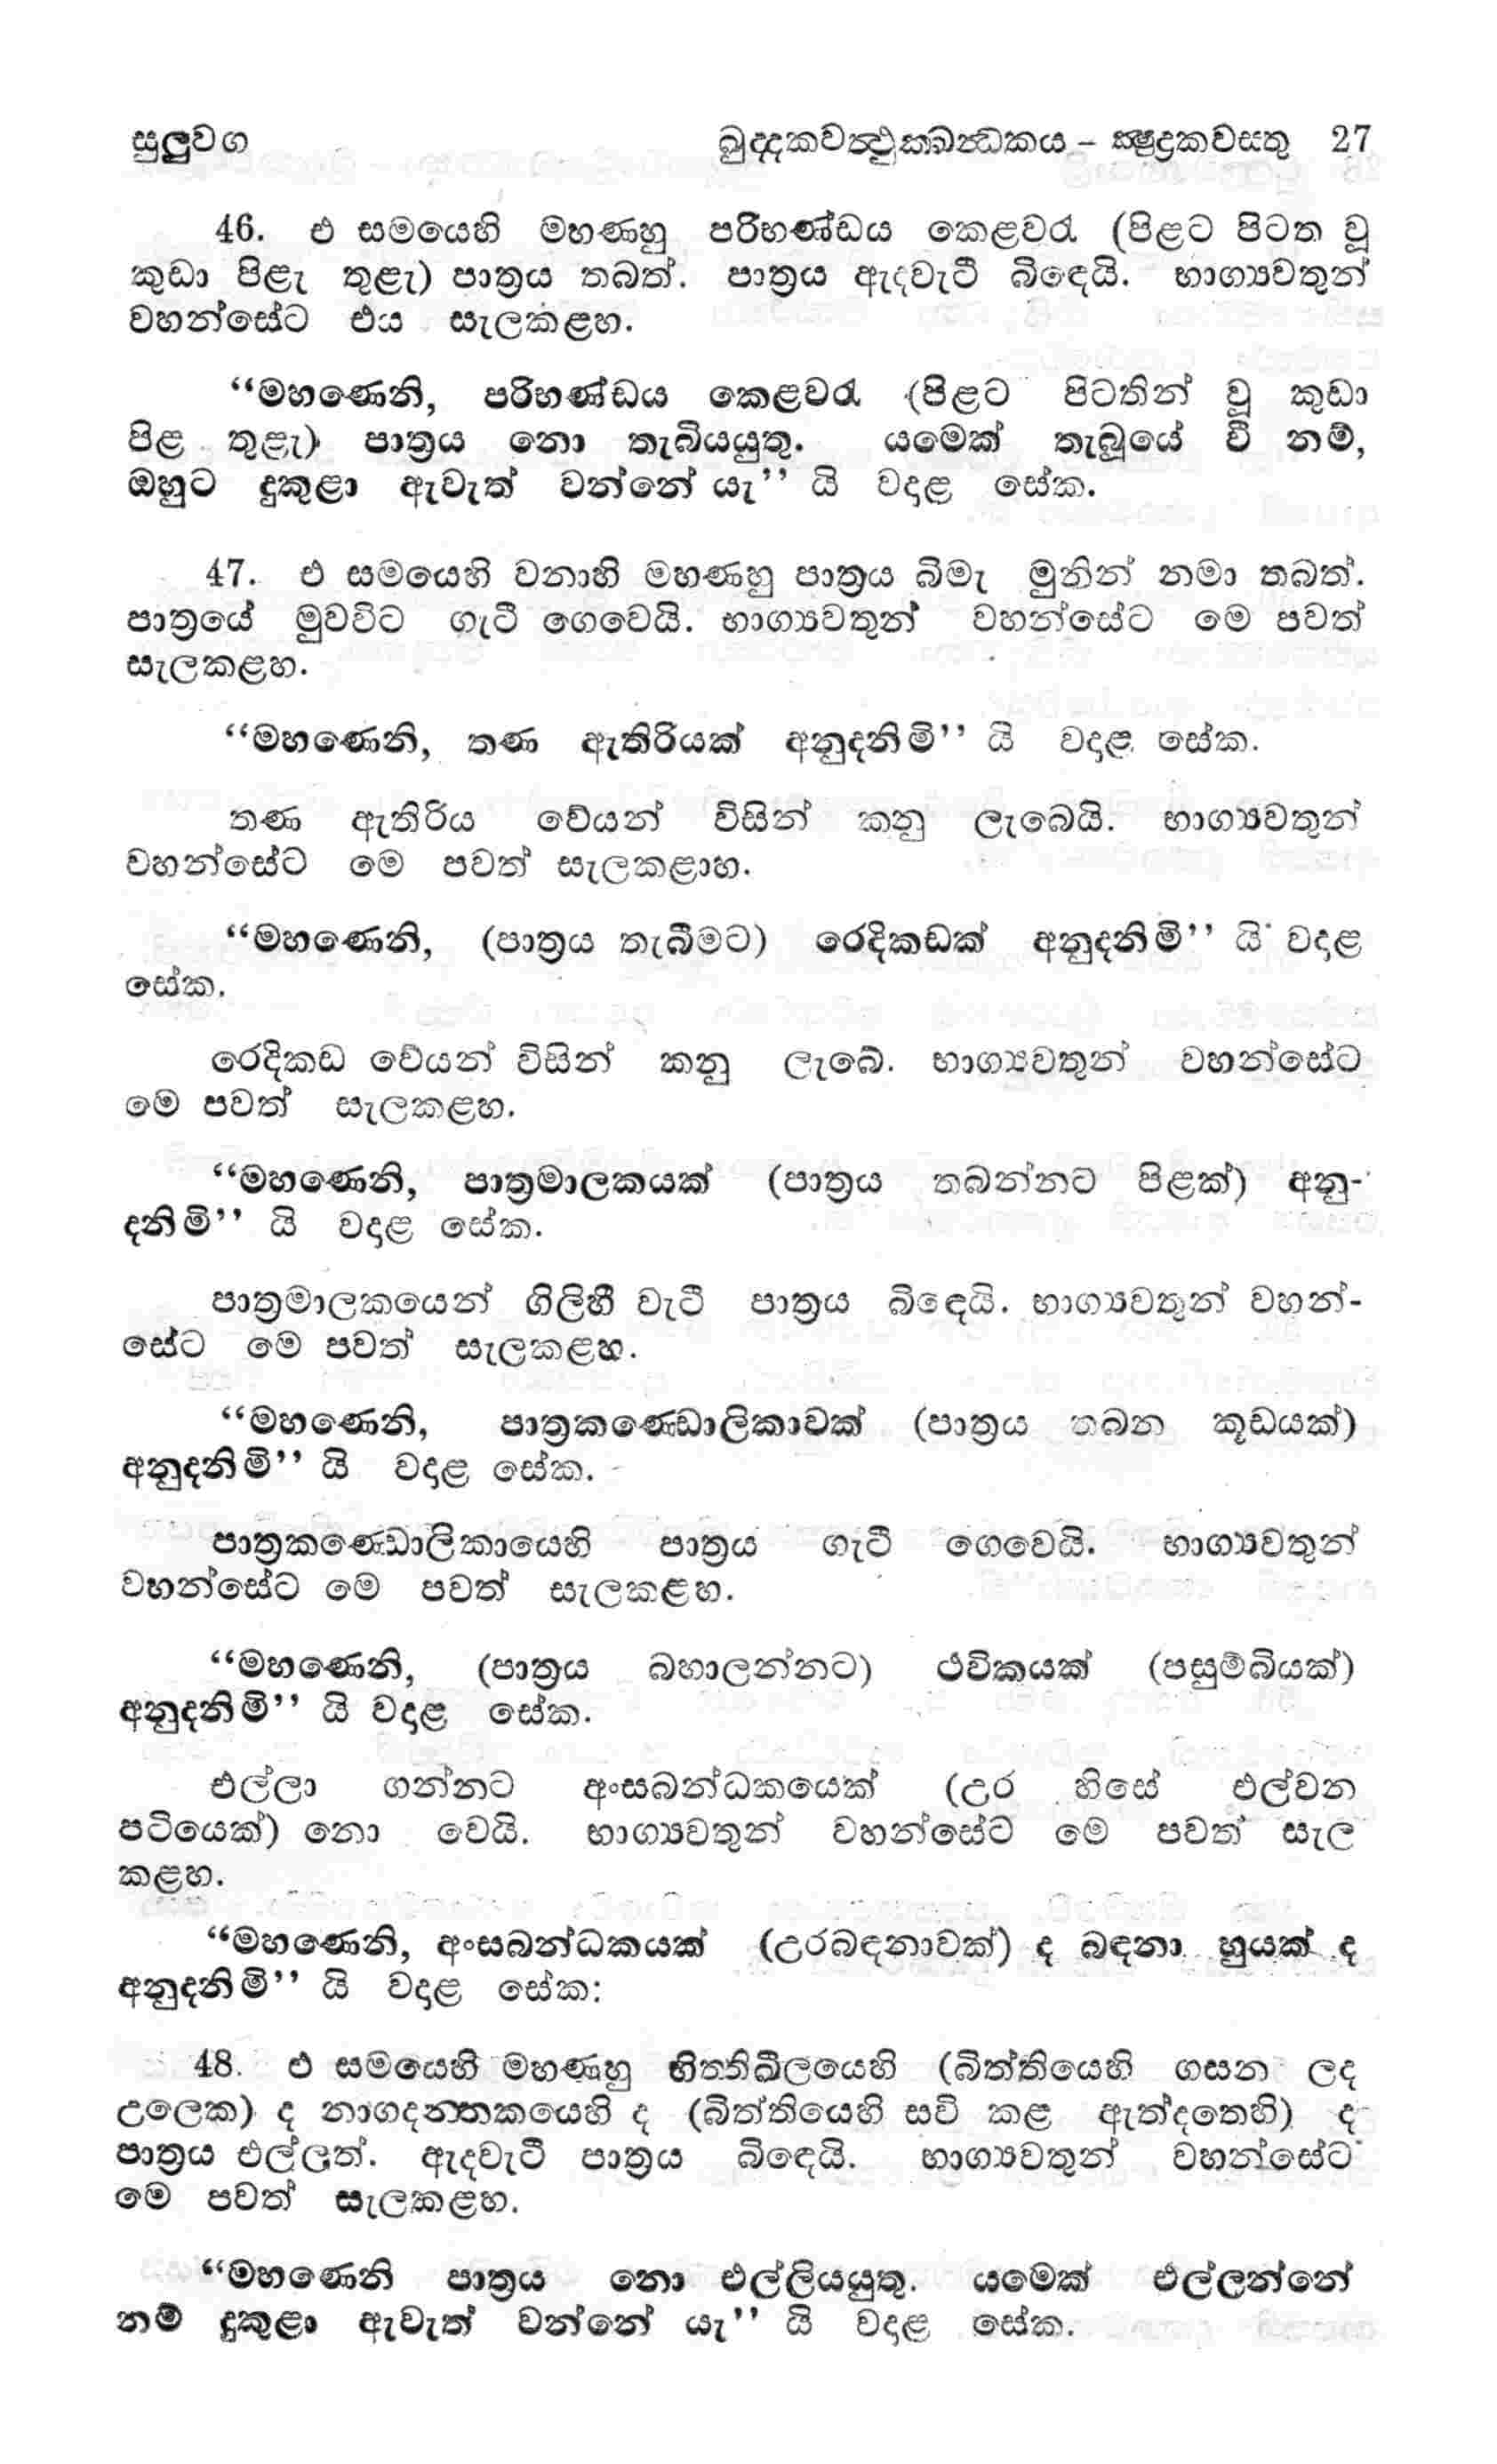 සුලුවග ඛුද්දකවත්‍ථුක්ඛන්‍ධකය - ක්‍ෂුද්‍රකවස්තු 27
46. එ සමයෙහි මහණහු පරිභණ්ඩය කෙළවරැ (පිළට පිටත වූ
කුඩා පිළැ තුළැ) පාත්‍රය තබත්. පාත්‍රය ඇදවැටී බිඳෙයි. භාග්‍යවතුන්
වහන්සේට එය සැලකළහ.
“මහණෙනි, පරිභණ්ඩය කෙළවරැ (පිළට පිටතින් වූ කුඩා
පිළ තුළැ) පාත්‍රය නො තැබියයුතු. යමෙක් තැබූයේ වී නම්,
ඔහුට දුකුළා ඇවැත් වන්නේ යැ” යි වදාළ සේක.
47. එ සමයෙහි වනාහි මහණහු පාත්‍රය බිමැ මුනින් නමා තබත්.
පාත්‍රයේ මුවවිට ගැටී ගෙවෙයි. භාග්‍යවතුන් වහන්සේට මෙ පවත්
සැලකළහ.
“මහණෙනි, තණ ඇතිරියක් අනුදනිමි” යි වදාළ සේක.
තණ ඇතිරිය වේයන් විසින් කනු ලැබෙයි. භාග්‍යවතුන්
වහන්සේට මෙ පවත් සැලකළාහ.
“මහණෙනි, (පාත්‍රය තැබීමට) රෙදිකඩක් අනුදනිමි” යි වදාළ
සේක.
රෙදිකඩ වේයන් විසින් කනු ලැබේ. භාග්‍යවතුන් වහන්සේට
මෙ පවත් සැලකළහ.
“මහණෙනි, පාත්‍රමාලකයක් (පාත්‍රය තබන්නට පිළක්) අනු-
දනිමි” යි වදාළ සේක.
පාත්‍රමාලකයෙන් ගිලිහී වැටී පාත්‍රය බිඳෙයි. භාග්‍යවතුන් වහන්-
සේට මෙ පවත් සැලකළහ.
“මහණෙනි, පාත්‍රකණ්ඩොලිකාවක් (පාත්‍රය තබන කූඩයක්)
අනුදනිමි” යි වදාළ සේක.
පාත්‍රකණ්ඩොලිකායෙහි පාත්‍රය ගැටී ගෙවෙයි. භාග්‍යවතුන්
වහන්සේට මෙ පවත් සැලකළහ.
“මහණෙනි, (පාත්‍රය බහාලන්නට) ථවිකයක් (පසුම්බියක්)
අනුදනිමි” යි වදාළ සේක.
එල්ලා ගන්නට අංසබන්ධකයෙක් (උර හිසේ එල්වන
පටියෙක්) නො වෙයි. භාග්‍යවතුන් වහන්සේට මෙ පවත් සැල
කළහ.
“මහණෙනි, අංසබන්ධකයක් (උරබඳනාවක්) ද බඳනා හුයක් ද
අනුදනිමි” යි වදාළ සේක:
48. එ සමයෙහි මහණහු භිත්තිඛීලයෙහි (බිත්තියෙහි ගසන ලද
උලෙක) ද නාගදන්තකයෙහි ද (බිත්තියෙහි සවි කළ ඇත්දතෙහි) ද
පාත්‍රය එල්ලත්. ඇදවැටී පාත්‍රය බිඳෙයි. භාග්‍යවතුන් වහන්සේට
මෙ පවත් සැලකළහ.
“මහණෙනි පාත්‍රය නො එල්ලියයුතු. යමෙක් එල්ලන්නේ
නම් දුකුළා ඇවැත් වන්නේ යැ” යි වදාළ සේක.